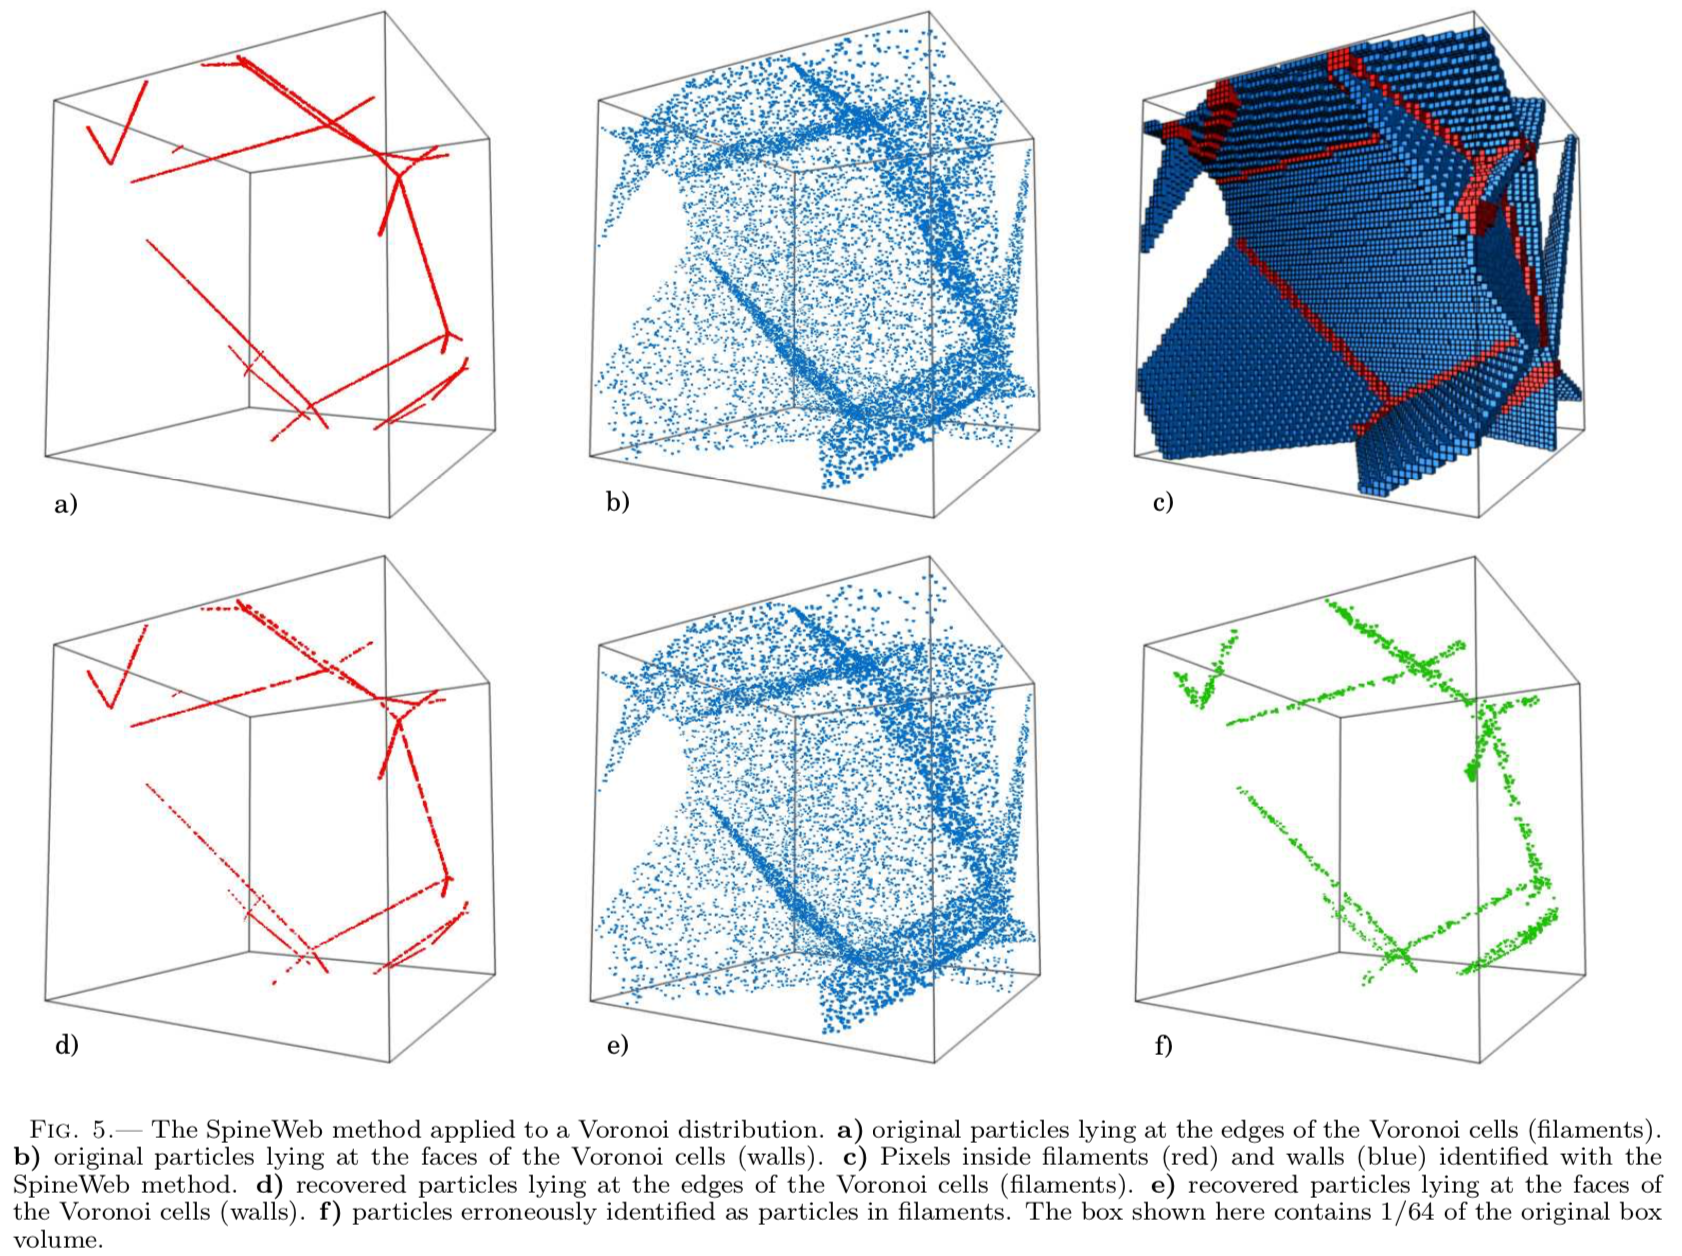 a)
b)
c)
d)
e)
f)
FIG. 5.— The SpineWeb method applied to a Voronoi distribution. a) original particles lying at the edges of the Voronoi cells (filaments).
b) original particles lying at the faces of the Voronoi cells (walls). c) Pixels inside filaments (red) and walls (blue) identified with the
SpineWeb method. d) recovered particles lying at the edges of the Voronoi cells (filaments). e) recovered particles lying at the faces of
the Voronoi cells (walls). f) particles erroneously identified as particles in filaments. The box shown here contains 1/64 of the original box
volume.